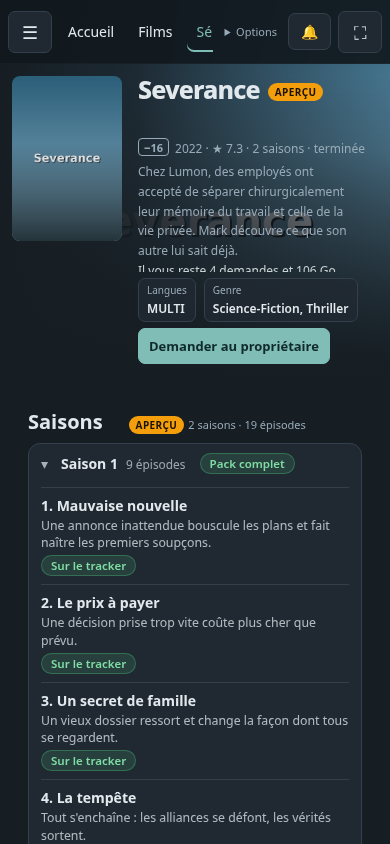 ☰ Accueil Films Sé ▶ Options
Severance APERÇU
Severance
−16 2022 · ★ 7.3 · 2 saisons · terminée
Chez Lumon, des employés ont
accepté de séparer chirurgicalement
leur mémoire du travail et celle de la
vie privée. Mark découvre ce que son
autre lui sait déjà.
Il vous reste 4 demandes et 106 Go
Langues
MULTI
Genre
Science-Fiction, Thriller
Demander au propriétaire
Saisons APERÇU 2 saisons · 19 épisodes
▼ Saison 1 9 épisodes Pack complet
1. Mauvaise nouvelle
Une annonce inattendue bouscule les plans et fait
naître les premiers soupçons.
Sur le tracker
2. Le prix à payer
Une décision prise trop vite coûte plus cher que
prévu.
Sur le tracker
3. Un secret de famille
Un vieux dossier ressort et change la façon dont tous
se regardent.
Sur le tracker
4. La tempête
Tout s'enchaîne : les alliances se défont, les vérités
sortent.